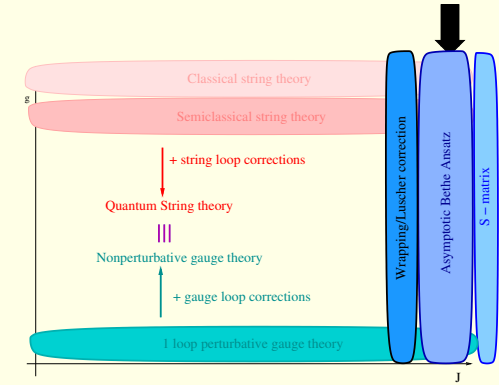 Classical string theory
g
Semiclassical string theory
+ string loop corrections
Quantum String theory
Nonperturbative gauge theory
+ gauge loop corrections
1 loop perturbative gauge theory
J
Wrapping/Luscher correction
Asymptotic Bethe Ansatz
S – matrix